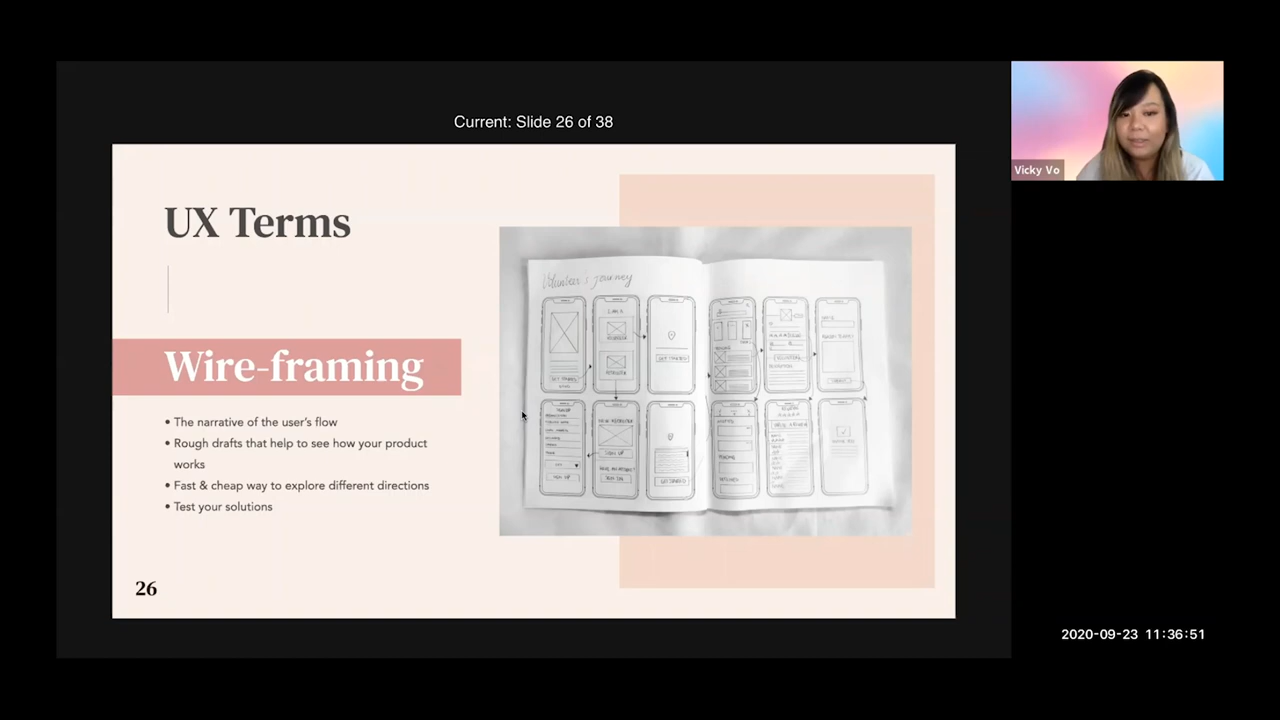 Current: Slide 26 of 38
Vicky Vo
UX Terms
Wire-framing
• The narrative of the user's flow
• Rough drafts that help to see how your product
works
• Fast & cheap way to explore different directions
• Test your solutions
Volunteer's journey
26
2020-09-23 11:36:51